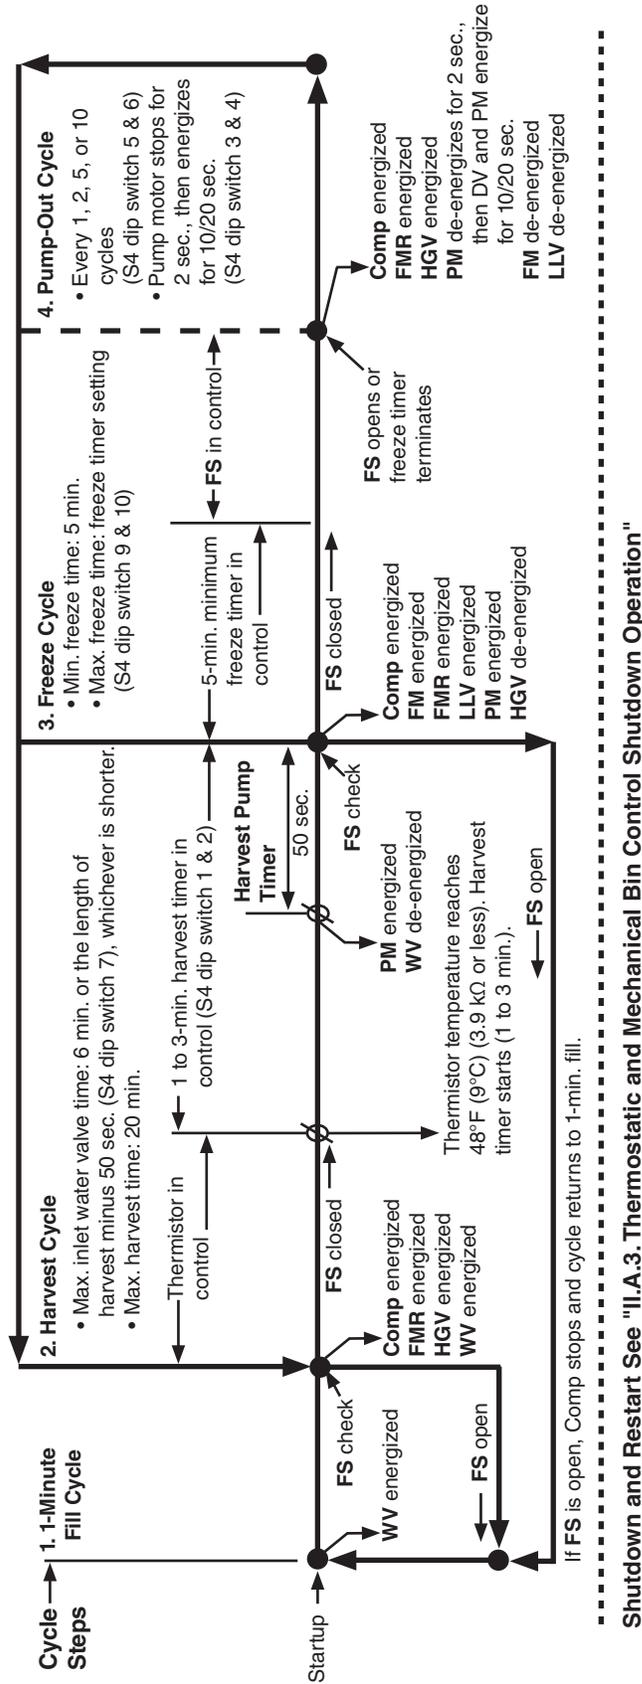 Cycle
Steps
1. 1-Minute
Fill Cycle
Startup
WV energized
FS check
FS open
2. Harvest Cycle
• Max. inlet water valve time: 6 min. or the length of
harvest minus 50 sec. (S4 dip switch 7), whichever is shorter.
• Max. harvest time: 20 min.
Thermistor in
control
1 to 3-min. harvest timer in
control (S4 dip switch 1 & 2)
Harvest Pump
Timer
50 sec.
FS closed
Comp energized
FMR energized
HGV energized
WV energized
Thermistor temperature reaches
48°F (9°C) (3.9 kΩ or less). Harvest
timer starts (1 to 3 min.).
PM energized
WV de-energized
FS check
FS open
If FS is open, Comp stops and cycle returns to 1-min. fill.
3. Freeze Cycle
• Min. freeze time: 5 min.
• Max. freeze time: freeze timer setting
(S4 dip switch 9 & 10)
5-min. minimum
freeze timer in
control
FS in control
FS closed
Comp energized
FM energized
FMR energized
LLV energized
PM energized
HGV de-energized
FS opens or
freeze timer
terminates
4. Pump-Out Cycle
• Every 1, 2, 5, or 10
cycles
(S4 dip switch 5 & 6)
• Pump motor stops for
2 sec., then energizes
for 10/20 sec.
(S4 dip switch 3 & 4)
Comp energized
FMR energized
HGV energized
PM de-energizes for 2 sec.,
then DV and PM energize
for 10/20 sec.
FM de-energized
LLV de-energized
Shutdown and Restart See "II.A.3. Thermostatic and Mechanical Bin Control Shutdown Operation"